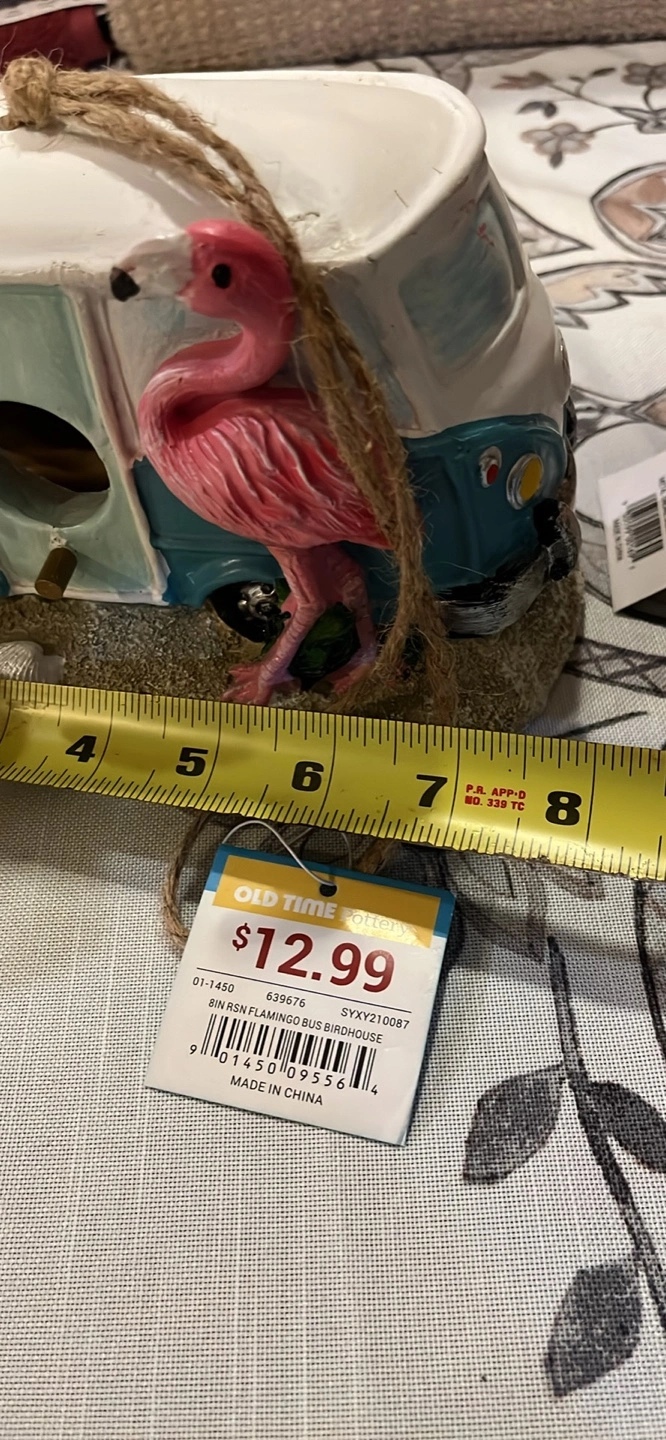 4 5 6 7 P.R. APP'D 8
NO. 339 TC
OLD TIME Pottery
$12.99
01-1450 639676 SYXY210087
8IN RSN FLAMINGO BUS BIRDHOUSE
9 01450 09556 4
MADE IN CHINA